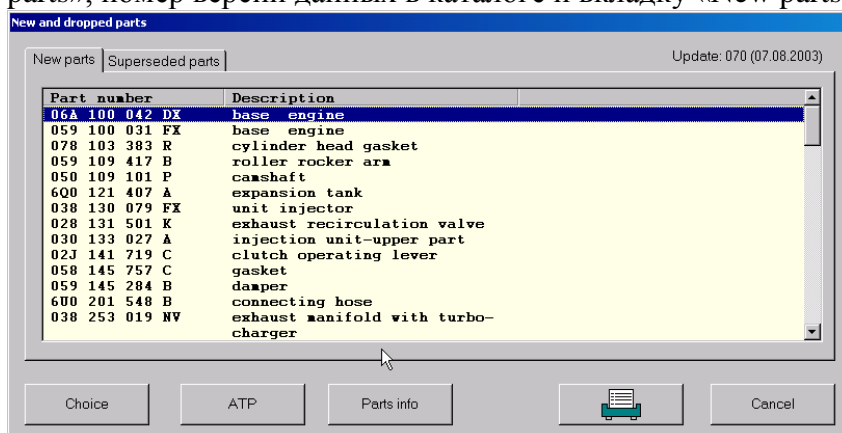 parts», номер версии данных в каталоге и вкладку «New parts
New and dropped parts
New parts Superseded parts Update: 070 (07.08.2003)
Part number Description
06A 100 042 DX base engine
059 100 031 FX base engine
078 103 383 R cylinder head gasket
059 109 417 B roller rocker arm
050 109 101 P camshaft
6Q0 121 407 A expansion tank
038 130 079 FX unit injector
028 131 501 K exhaust recirculation valve
030 133 027 A injection unit-upper part
02J 141 719 C clutch operating lever
058 145 757 C gasket
059 145 284 B damper
6U0 201 548 B connecting hose
038 253 019 NV exhaust manifold with turbo-
charger
Choice ATP Parts info Cancel